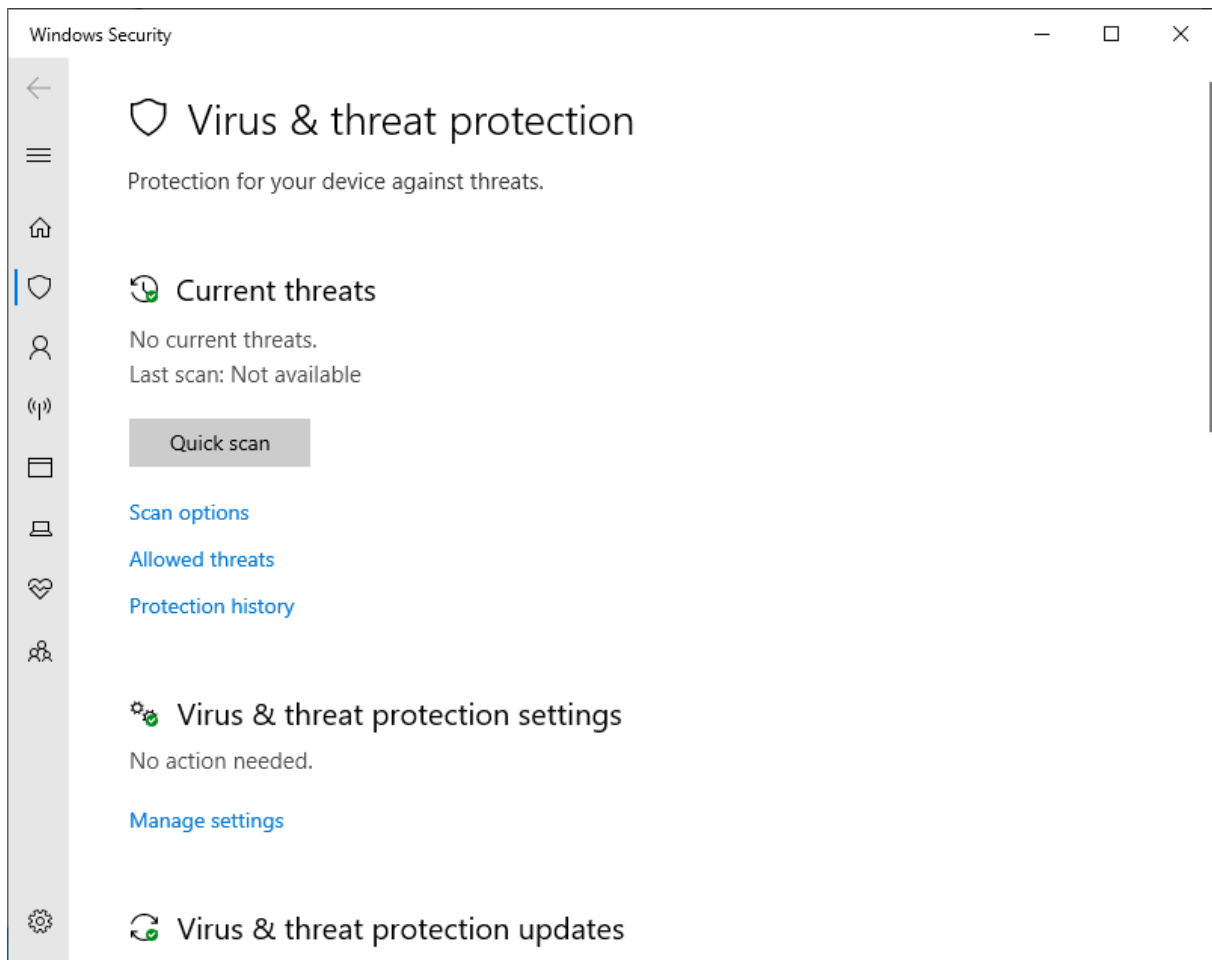 Windows Security
Virus & threat protection
Protection for your device against threats.
Current threats
No current threats.
Last scan: Not available
Quick scan
Scan options
Allowed threats
Protection history
Virus & threat protection settings
No action needed.
Manage settings
Virus & threat protection updates